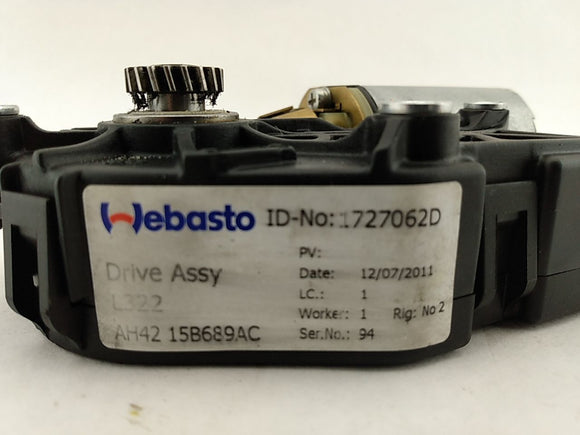 Webasto ID-No: 1727062D
PV:
Drive Assy Date: 12/07/2011
L322 LC.: 1
Worker: 1 Rig: No 2
AH42 15B689AC Ser.No.: 94